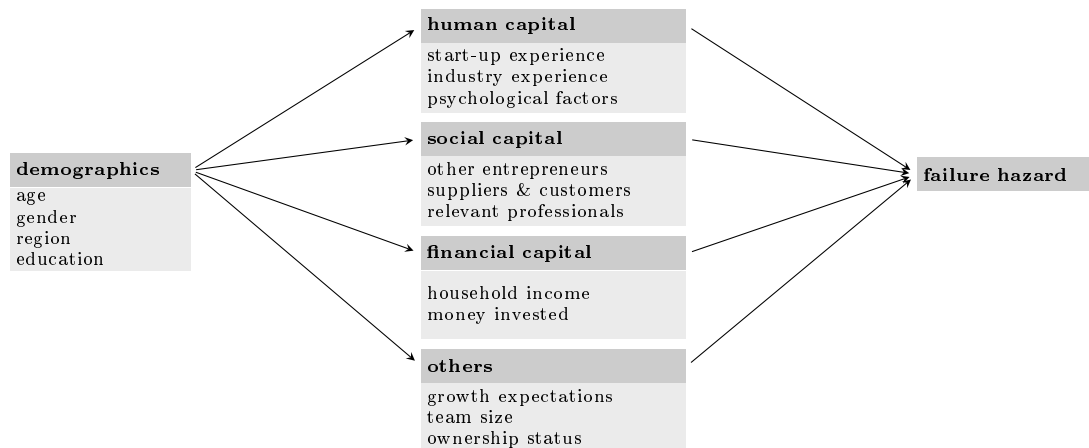 demographics
age
gender
region
education
human capital
start-up experience
industry experience
psychological factors
social capital
other entrepreneurs
suppliers & customers
relevant professionals
financial capital
household income
money invested
others
growth expectations
team size
ownership status
failure hazard